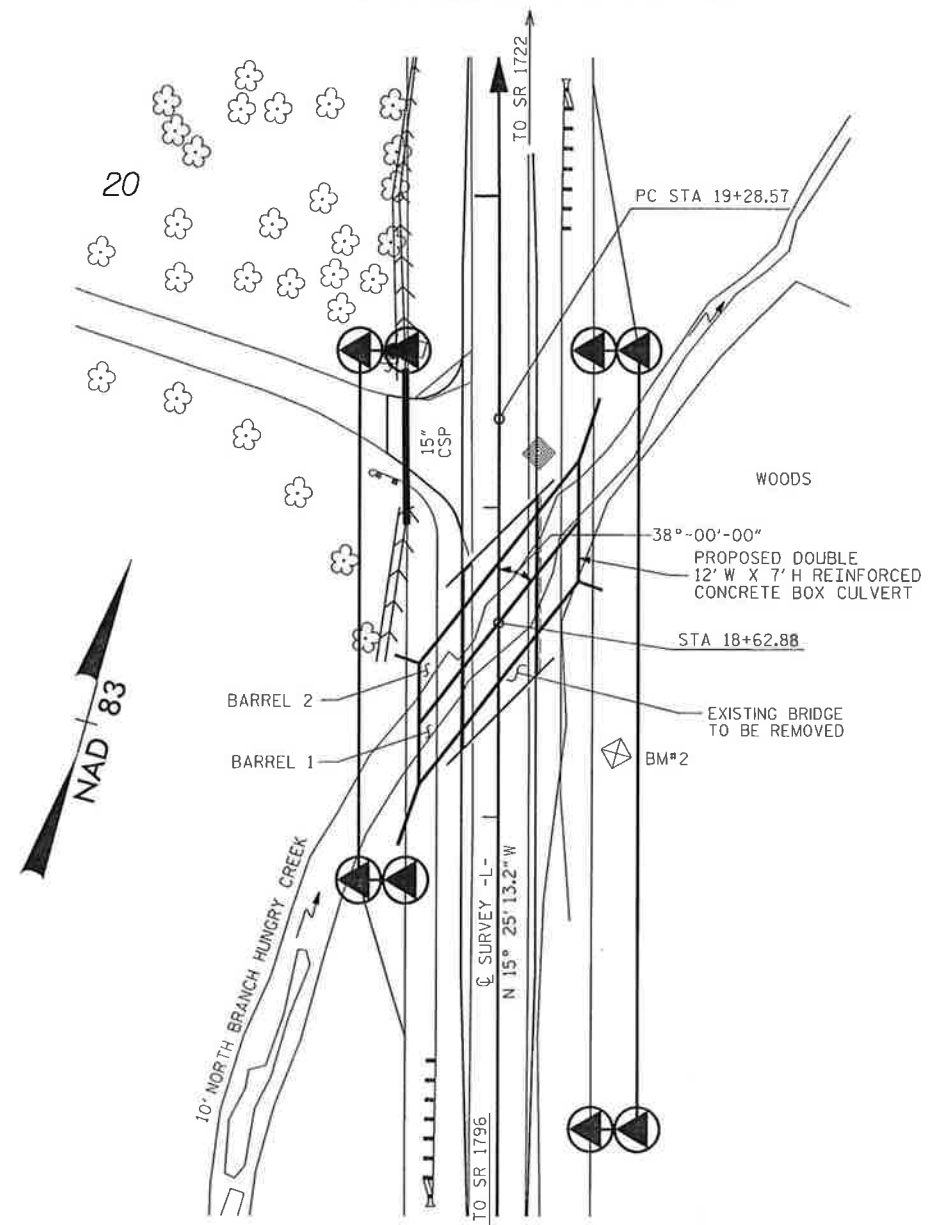 TO SR 1722
20
PC STA 19+28.57
15"
CSP
WOODS
38°-00'-00"
PROPOSED DOUBLE
12' W X 7' H REINFORCED
CONCRETE BOX CULVERT
STA 18+62.88
BARREL 2
EXISTING BRIDGE
TO BE REMOVED
BARREL 1
BM#2
NAD 83
10' NORTH BRANCH HUNGRY CREEK
℄ SURVEY -L-
N 15° 25' 13.2" W
TO SR 1796